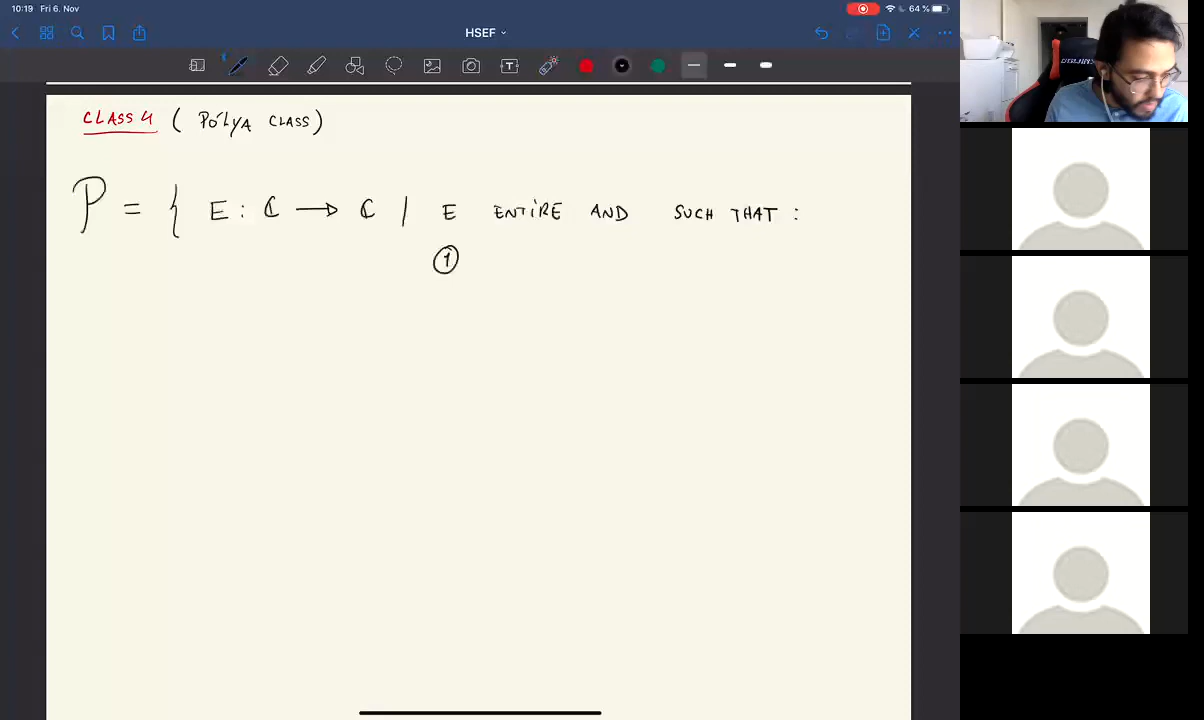 10:19 Fri 6. Nov 64 %
HSEF
CLASS 4 ( PÓLYA CLASS)
P = { E : ℂ ⟶ ℂ | E ENTIRE AND SUCH THAT :
①